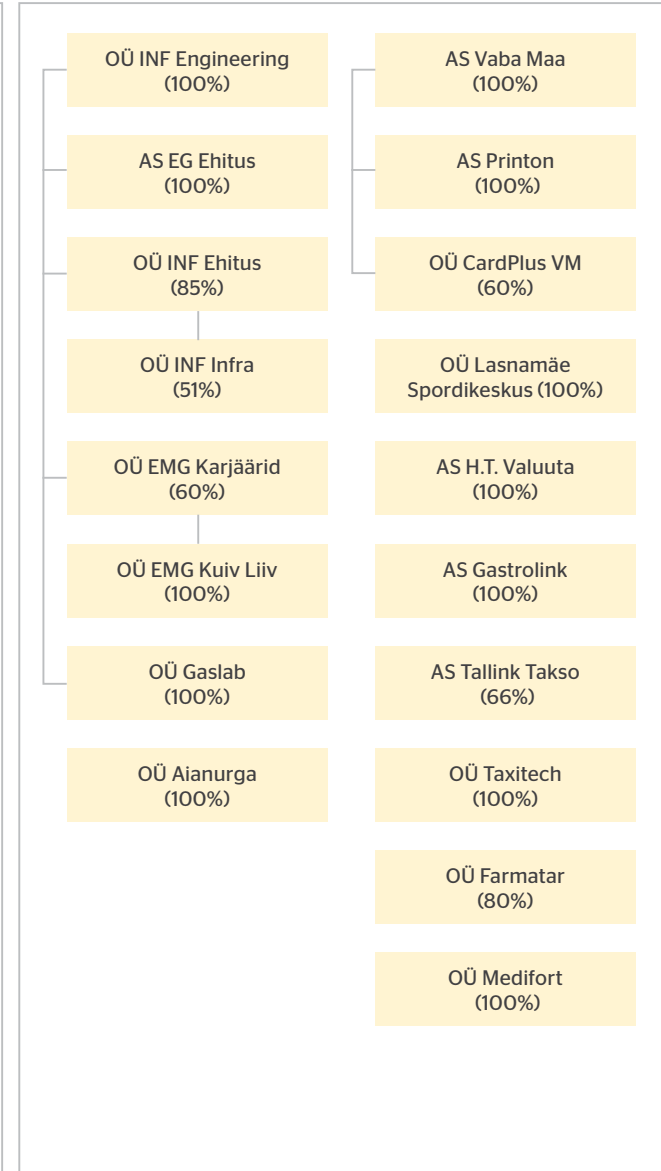 OÜ INF Engineering
(100%)
AS EG Ehitus
(100%)
OÜ INF Ehitus
(85%)
OÜ INF Infra
(51%)
OÜ EMG Karjäärid
(60%)
OÜ EMG Kuiv Liiv
(100%)
OÜ Gaslab
(100%)
OÜ Aianurga
(100%)
AS Vaba Maa
(100%)
AS Printon
(100%)
OÜ CardPlus VM
(60%)
OÜ Lasnamäe
Spordikeskus (100%)
AS H.T. Valuuta
(100%)
AS Gastrolink
(100%)
AS Tallink Takso
(66%)
OÜ Taxitech
(100%)
OÜ Farmatar
(80%)
OÜ Medifort
(100%)